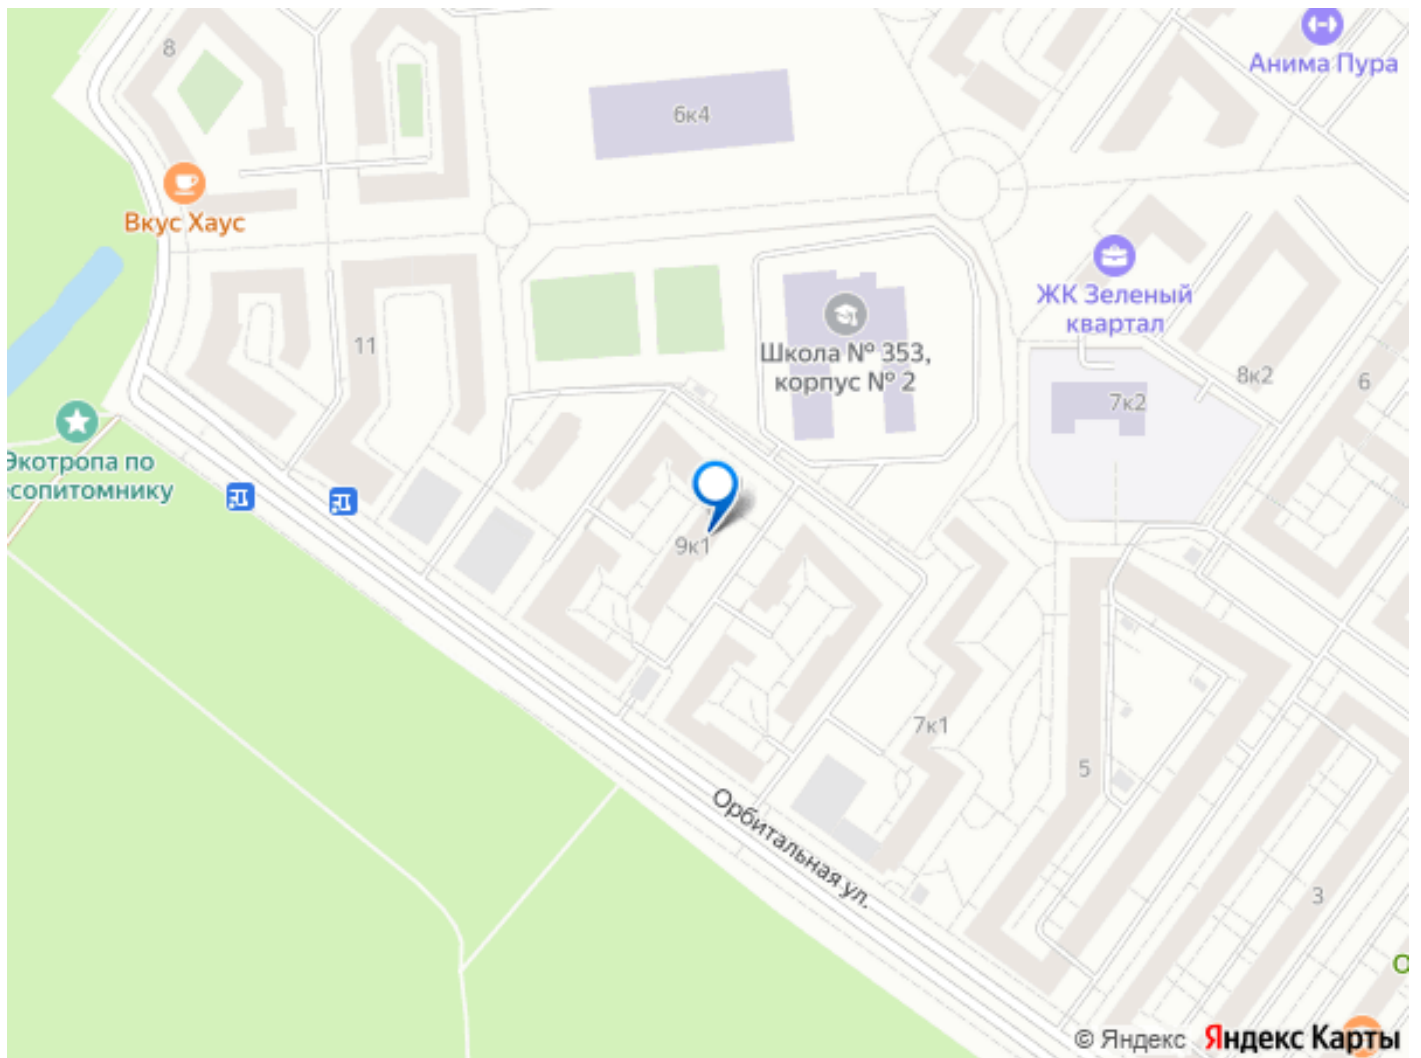 8
Анима Пура
6к4
Вкус Хаус
ЖК Зеленый
квартал
11
Школа № 353,
корпус № 2
8к2
6
7к2
Экотропа по
есопитомнику
9к1
7к1
5
Орбитальная ул.
3
О
© Яндекс Яндекс Карты